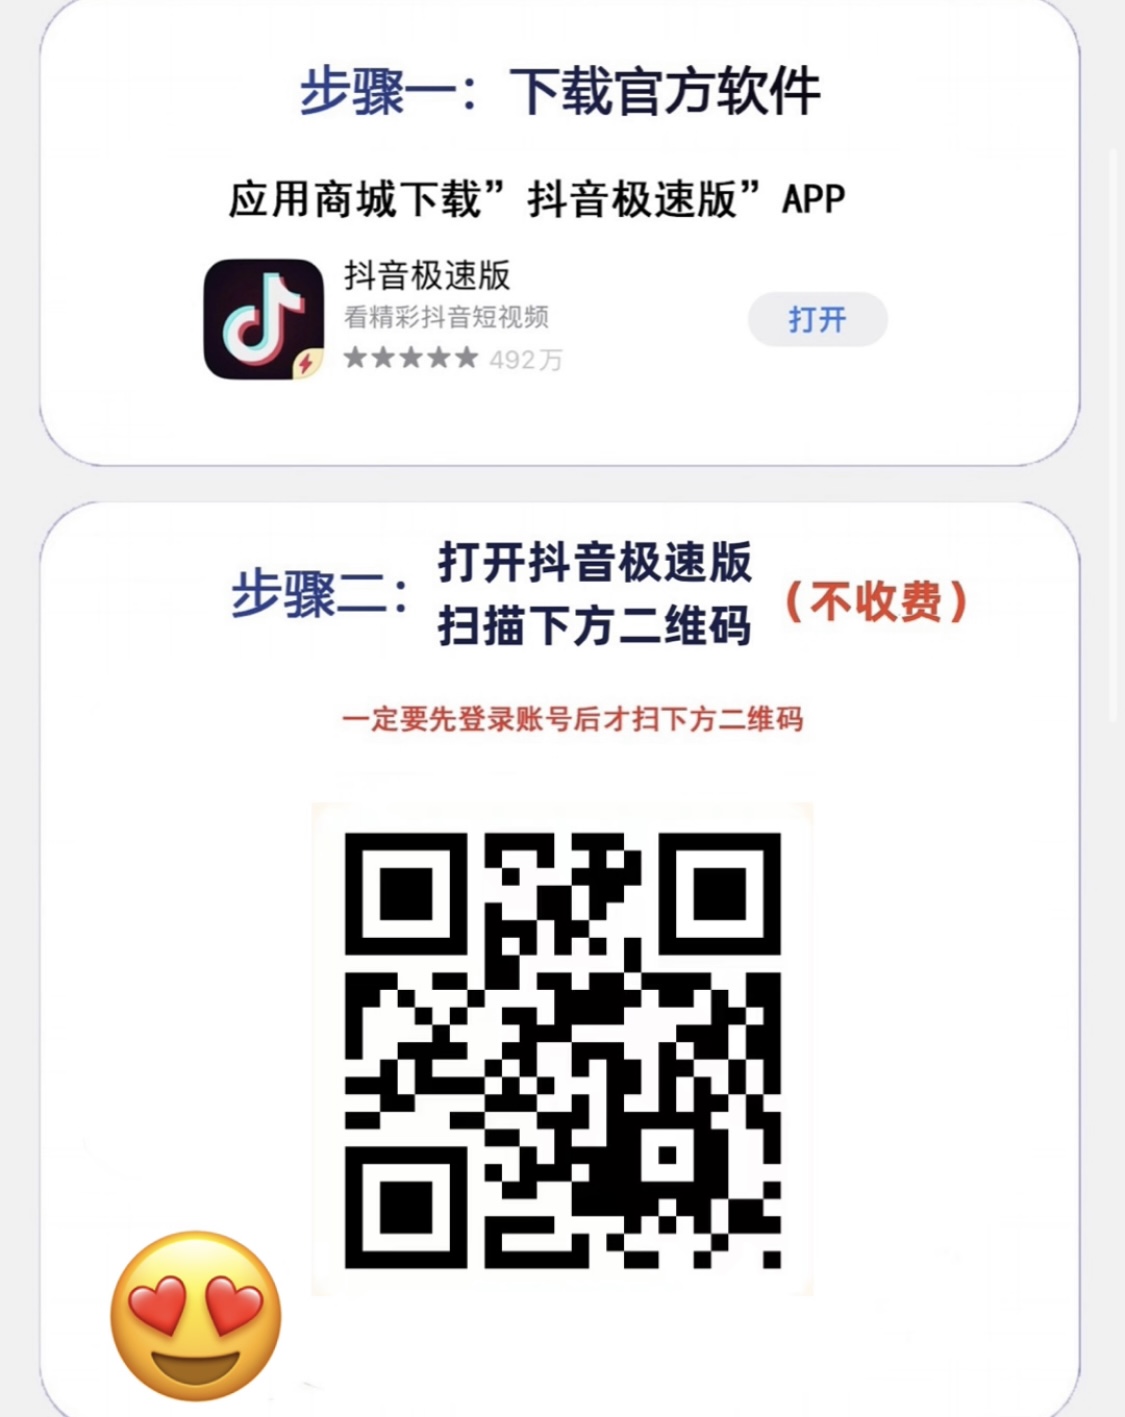 步骤一：下载官方软件
应用商城下载”抖音极速版”APP
抖音极速版
看精彩抖音短视频
492万
打开
步骤二：
打开抖音极速版
扫描下方二维码
（不收费）
一定要先登录账号后才扫下方二维码